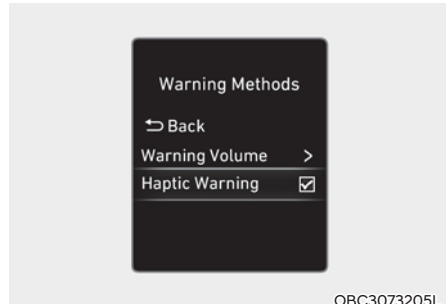 Warning Methods
Back
Warning Volume >
Haptic Warning
OBC3073205L